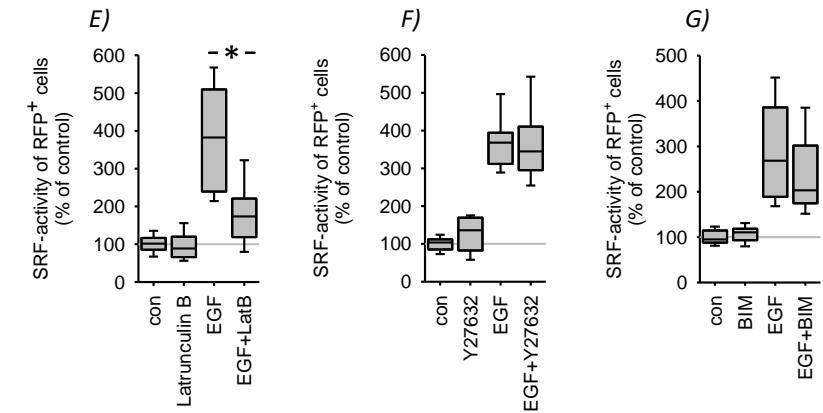 E)
SRF-activity of RFP+ cells
(% of control)
600
500
400
300
200
100
0
- * -
con
Latrunculin B
EGF
EGF+LatB
F)
SRF-activity of RFP+ cells
(% of control)
600
500
400
300
200
100
0
con
Y27632
EGF
EGF+Y27632
G)
SRF-activity of RFP+ cells
(% of control)
500
400
300
200
100
0
con
BIM
EGF
EGF+BIM